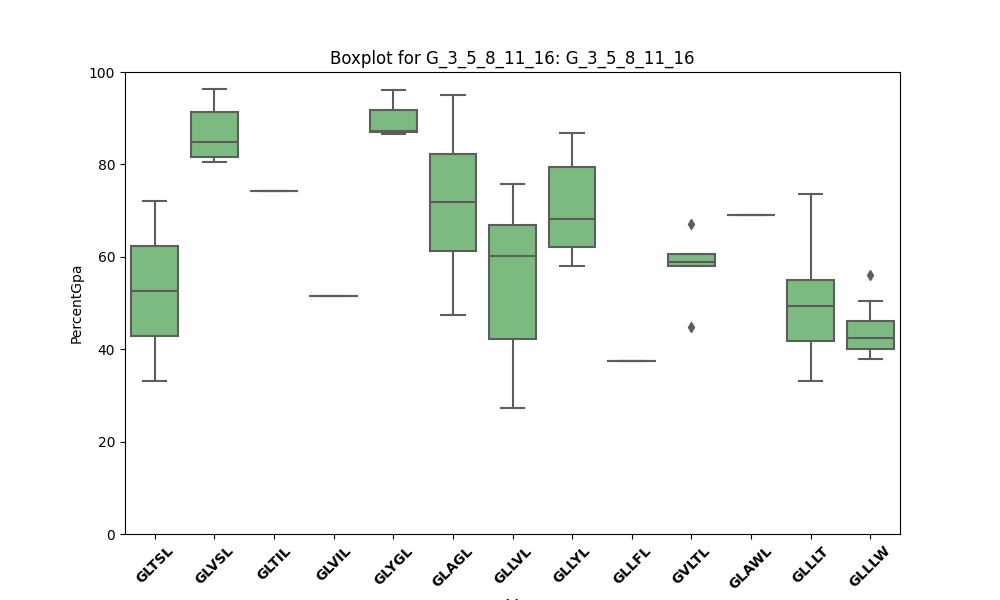 Boxplot for G_3_5_8_11_16: G_3_5_8_11_16
PercentGpa
100
80
60
40
20
0
GLTSL
GLVSL
GLTIL
GLVIL
GLYGL
GLAGL
GLLVL
GLLYL
GLLFL
GVLTL
GLAWL
GLLLT
GLLLW